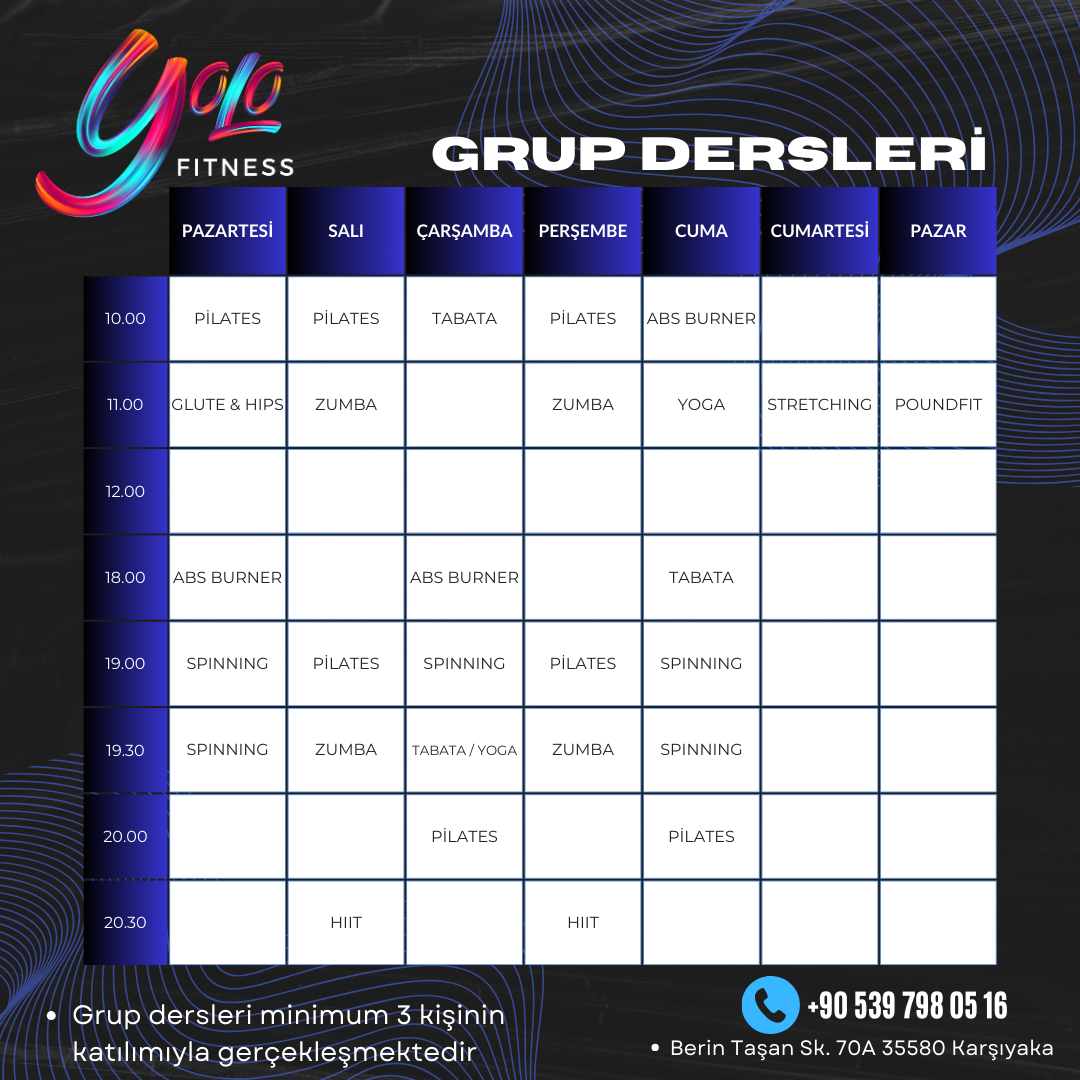 yolo
FITNESS
GRUP DERSLERİ
PAZARTESİ SALI ÇARŞAMBA PERŞEMBE CUMA CUMARTESİ PAZAR
10.00 PİLATES PİLATES TABATA PİLATES ABS BURNER
11.00 GLUTE & HIPS ZUMBA ZUMBA YOGA STRETCHING POUNDFIT
12.00
18.00 ABS BURNER ABS BURNER TABATA
19.00 SPINNING PİLATES SPINNING PİLATES SPINNING
19.30 SPINNING ZUMBA TABATA / YOGA ZUMBA SPINNING
20.00 PİLATES PİLATES
20.30 HIIT HIIT
• Grup dersleri minimum 3 kişinin
katılımıyla gerçekleşmektedir
+90 539 798 05 16
• Berin Taşan Sk. 70A 35580 Karşıyaka